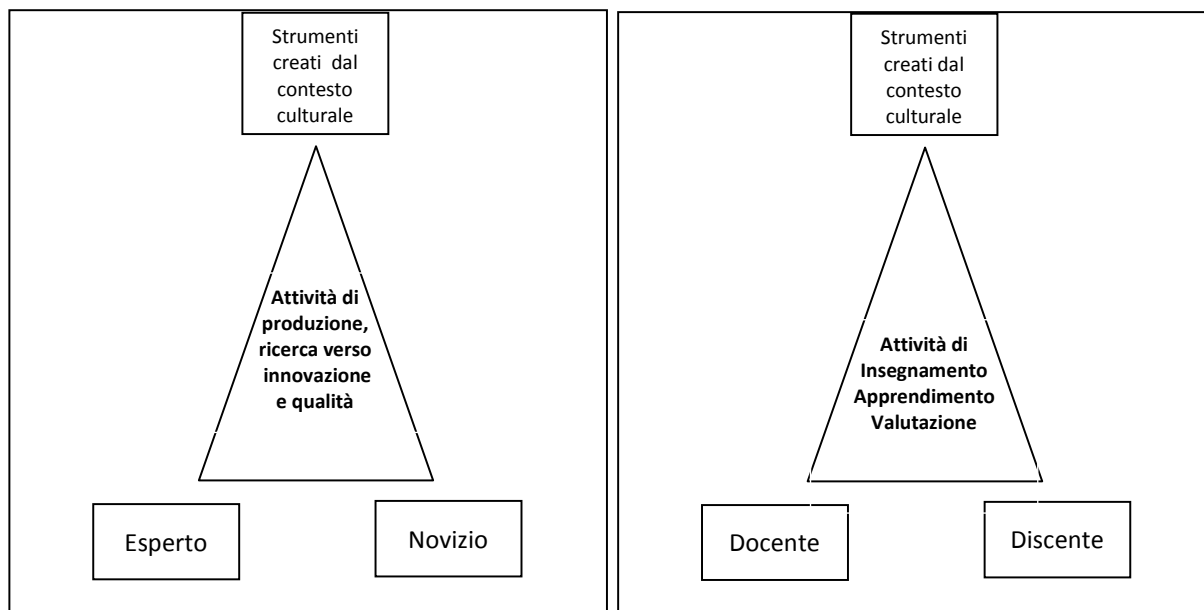 Strumenti
creati dal
contesto
culturale
Attività di
produzione,
ricerca verso
innovazione
e qualità
Esperto
Novizio
Strumenti
creati dal
contesto
culturale
Attività di
Insegnamento
Apprendimento
Valutazione
Docente
Discente